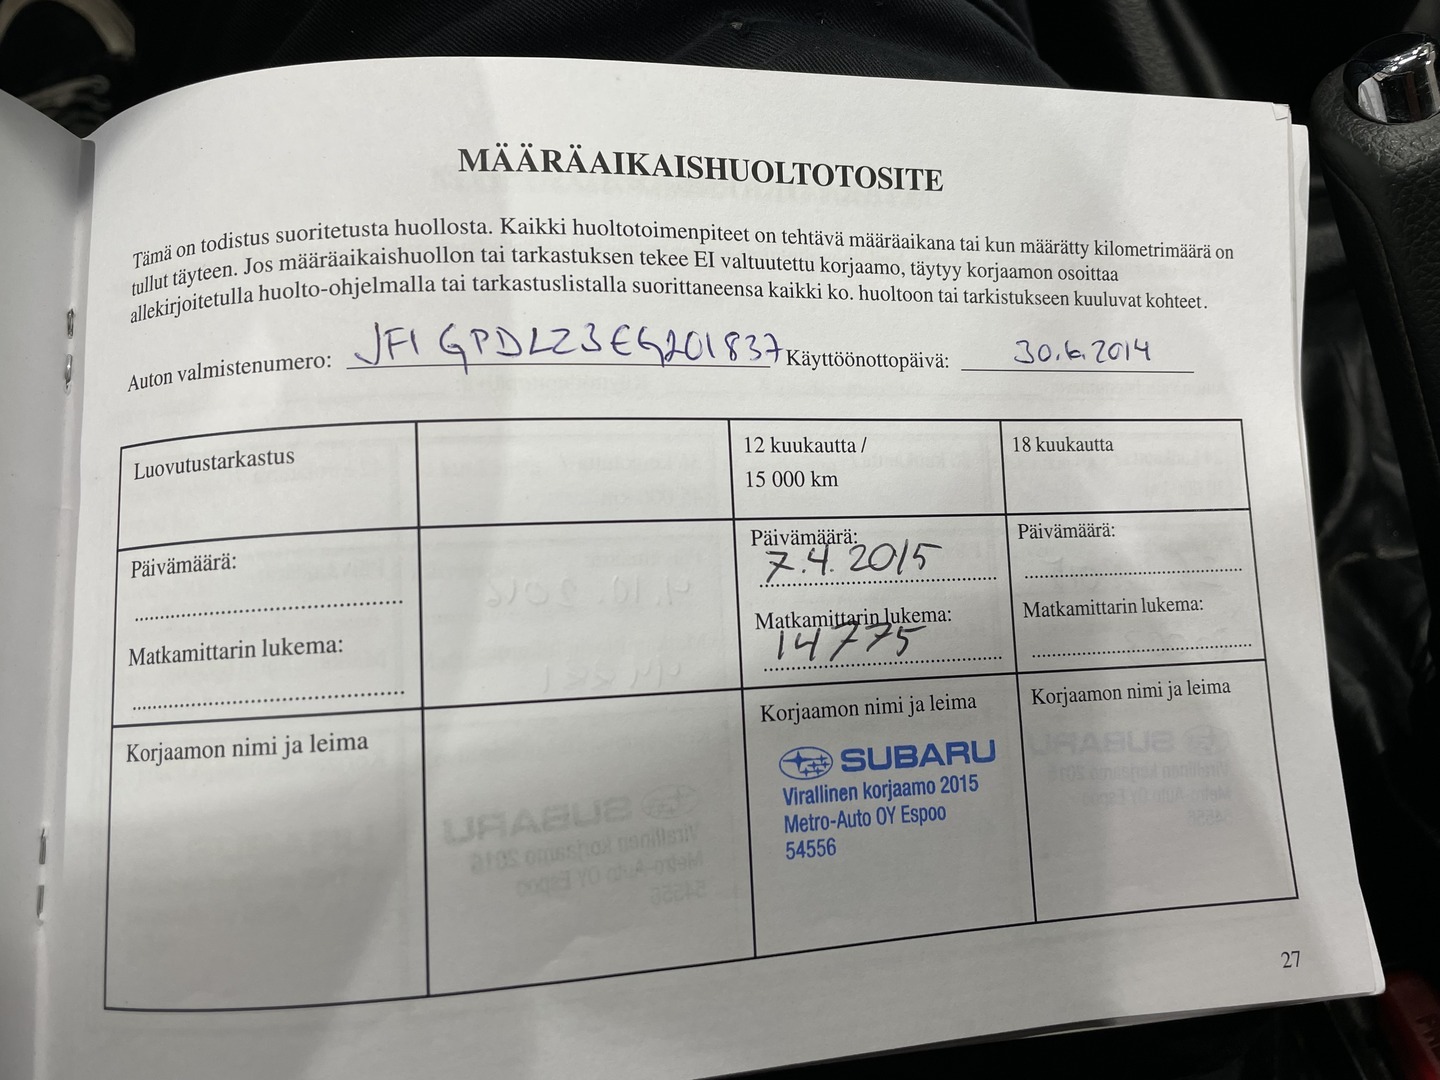 MÄÄRÄAIKAISHUOLTOTOSITE
Tämä on todistus suoritetusta huollosta. Kaikki huoltotoimenpiteet on tehtävä määräaikana tai kun määrätty kilometrimäärä on
tullut täyteen. Jos määräaikaishuollon tai tarkastuksen tekee EI valtuutettu korjaamo, täytyy korjaamon osoittaa
allekirjoitetulla huolto-ohjelmalla tai tarkastuslistalla suorittaneensa kaikki ko. huoltoon tai tarkistukseen kuuluvat kohteet.
Auton valmistenumero: JF1GPDLZ3EG201837 Käyttöönottopäivä: 30.6.2014
Luovutustarkastus
12 kuukautta /
15 000 km
18 kuukautta
Päivämäärä:
Matkamittarin lukema:
Päivämäärä:
7.4.2015
Matkamittarin lukema:
14775
Päivämäärä:
Matkamittarin lukema:
Korjaamon nimi ja leima
Korjaamon nimi ja leima
SUBARU
Virallinen korjaamo 2015
Metro-Auto OY Espoo
54556
Korjaamon nimi ja leima
27